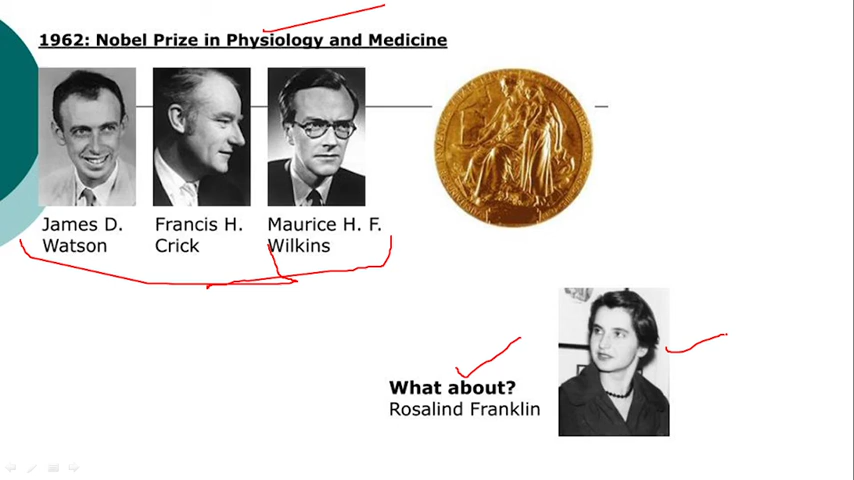 1962: Nobel Prize in Physiology and Medicine
James D.
Watson
Francis H.
Crick
Maurice H. F.
Wilkins
What about?
Rosalind Franklin